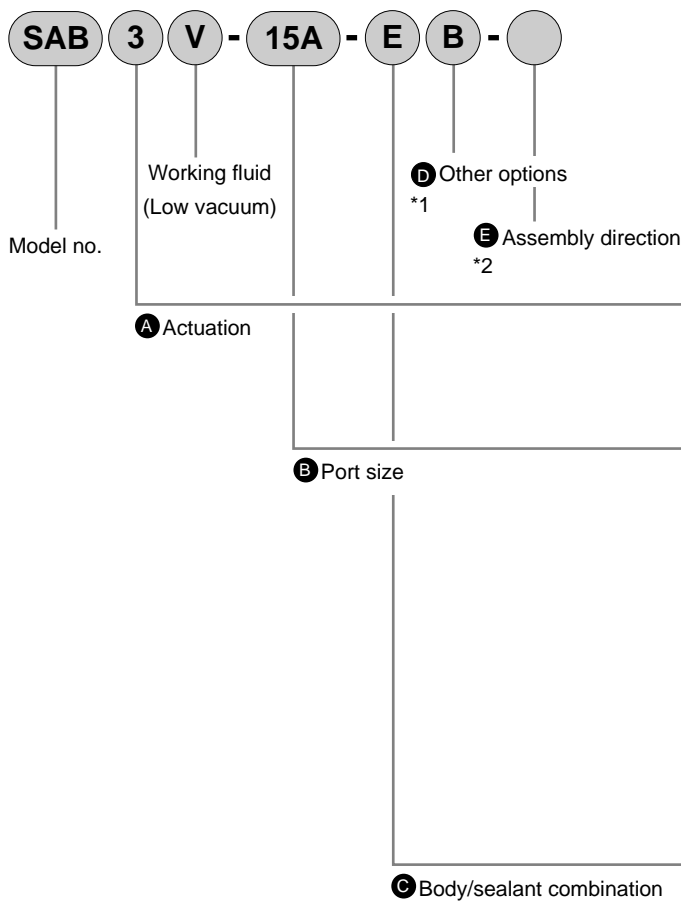 SAB 3 V - 15A - E B -
Working fluid
(Low vacuum)
D Other options
*1
Model no.
E Assembly direction
*2
A Actuation
B Port size
C Body/sealant combination